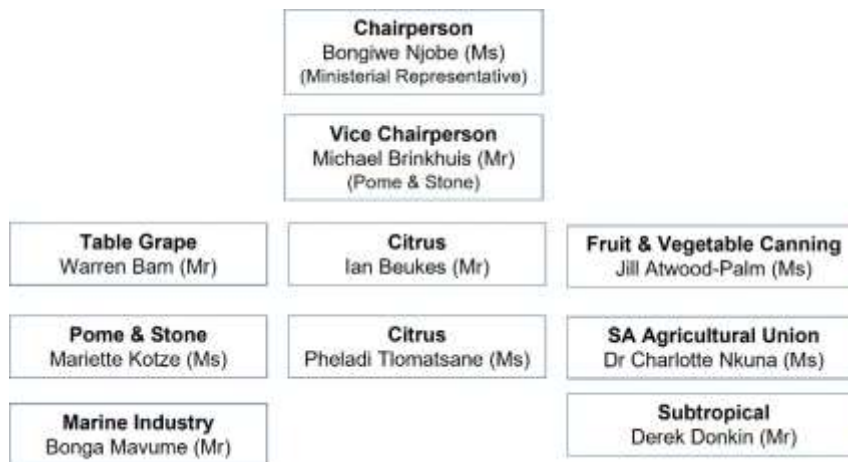 Chairperson
Bongiwe Njobe (Ms)
(Ministerial Representative)
Vice Chairperson
Michael Brinkhuis (Mr)
(Pome & Stone)
Table Grape
Warren Bam (Mr)
Citrus
Ian Beukes (Mr)
Fruit & Vegetable Canning
Jill Atwood-Palm (Ms)
Pome & Stone
Mariette Kotze (Ms)
Citrus
Pheladi Tlomatsane (Ms)
SA Agricultural Union
Dr Charlotte Nkuna (Ms)
Marine Industry
Bonga Mavume (Mr)
Subtropical
Derek Donkin (Mr)